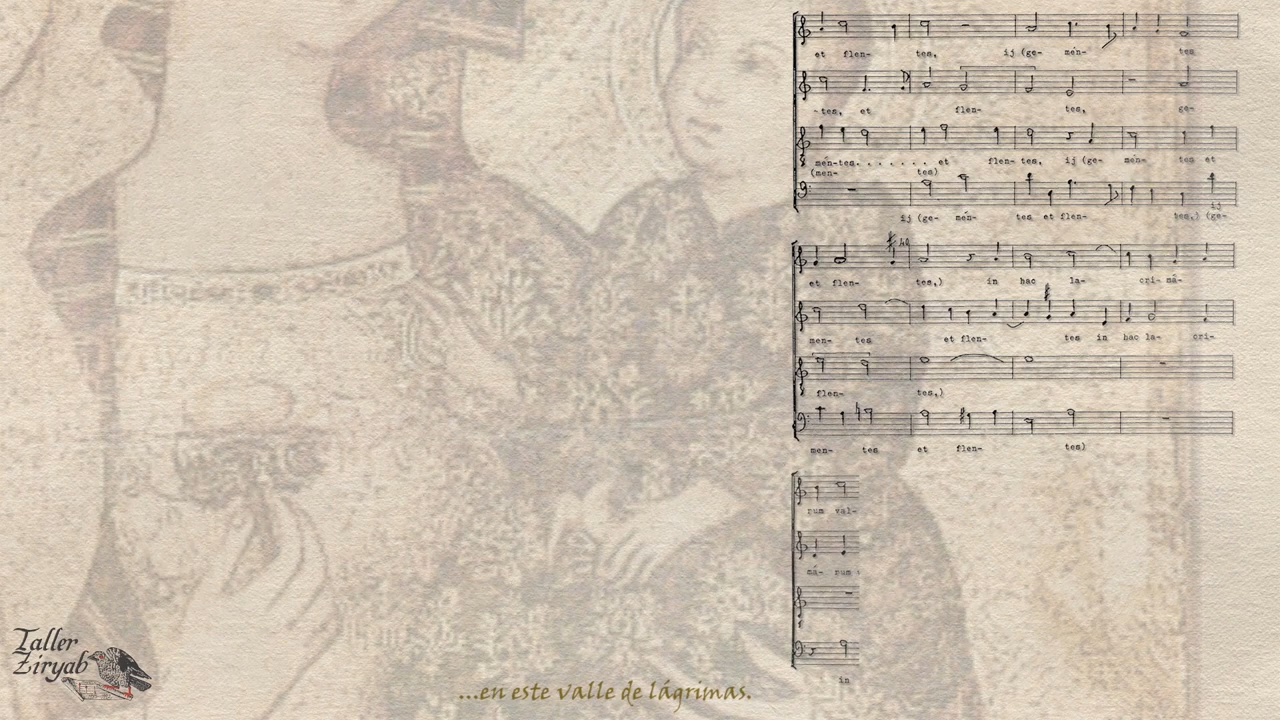 et flen- tes, ij (ge- mén- tes
-tes, et flen- tes, ge-
mén-tes. . . . . . . et flen- tes, ij (ge- mén- tes et
(men- tes)
ij
ij (ge- mén- tes et flen- tes,) (ge-
et flen- tes,) in hac la- cri- mā-
men- tes et flen- tes in hac la- cri-
flen- tes,)
men- tes et flen- tes)
rum val-
má- rum
in
Taller
Ziryab
...en este valle de lágrimas.